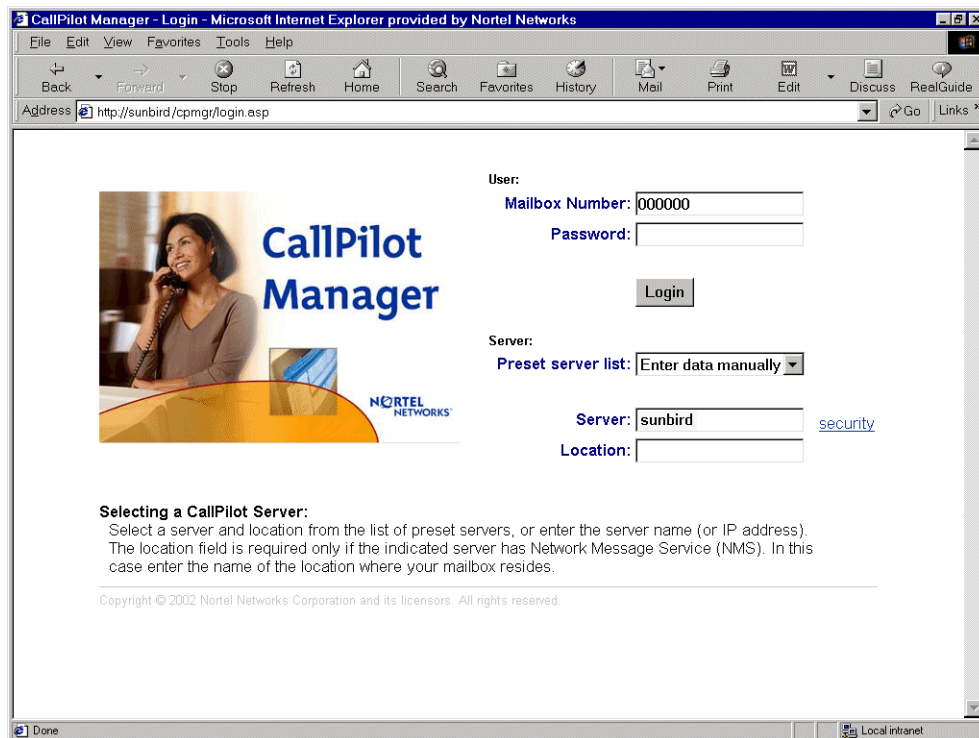 CallPilot Manager - Login - Microsoft Internet Explorer provided by Nortel Networks
File Edit View Favorites Tools Help
Back Forward Stop Refresh Home Search Favorites History Mail Print Edit Discuss RealGuide
Address http://sunbird/cpmgr/login.asp Go Links »
CallPilot
Manager
NORTEL
NETWORKS™
User:
Mailbox Number: 000000
Password:
Login
Server:
Preset server list: Enter data manually
Server: sunbird security
Location:
Selecting a CallPilot Server:
Select a server and location from the list of preset servers, or enter the server name (or IP address).
The location field is required only if the indicated server has Network Message Service (NMS). In this
case enter the name of the location where your mailbox resides.
Copyright © 2002 Nortel Networks Corporation and its licensors. All rights reserved.
Done Local intranet